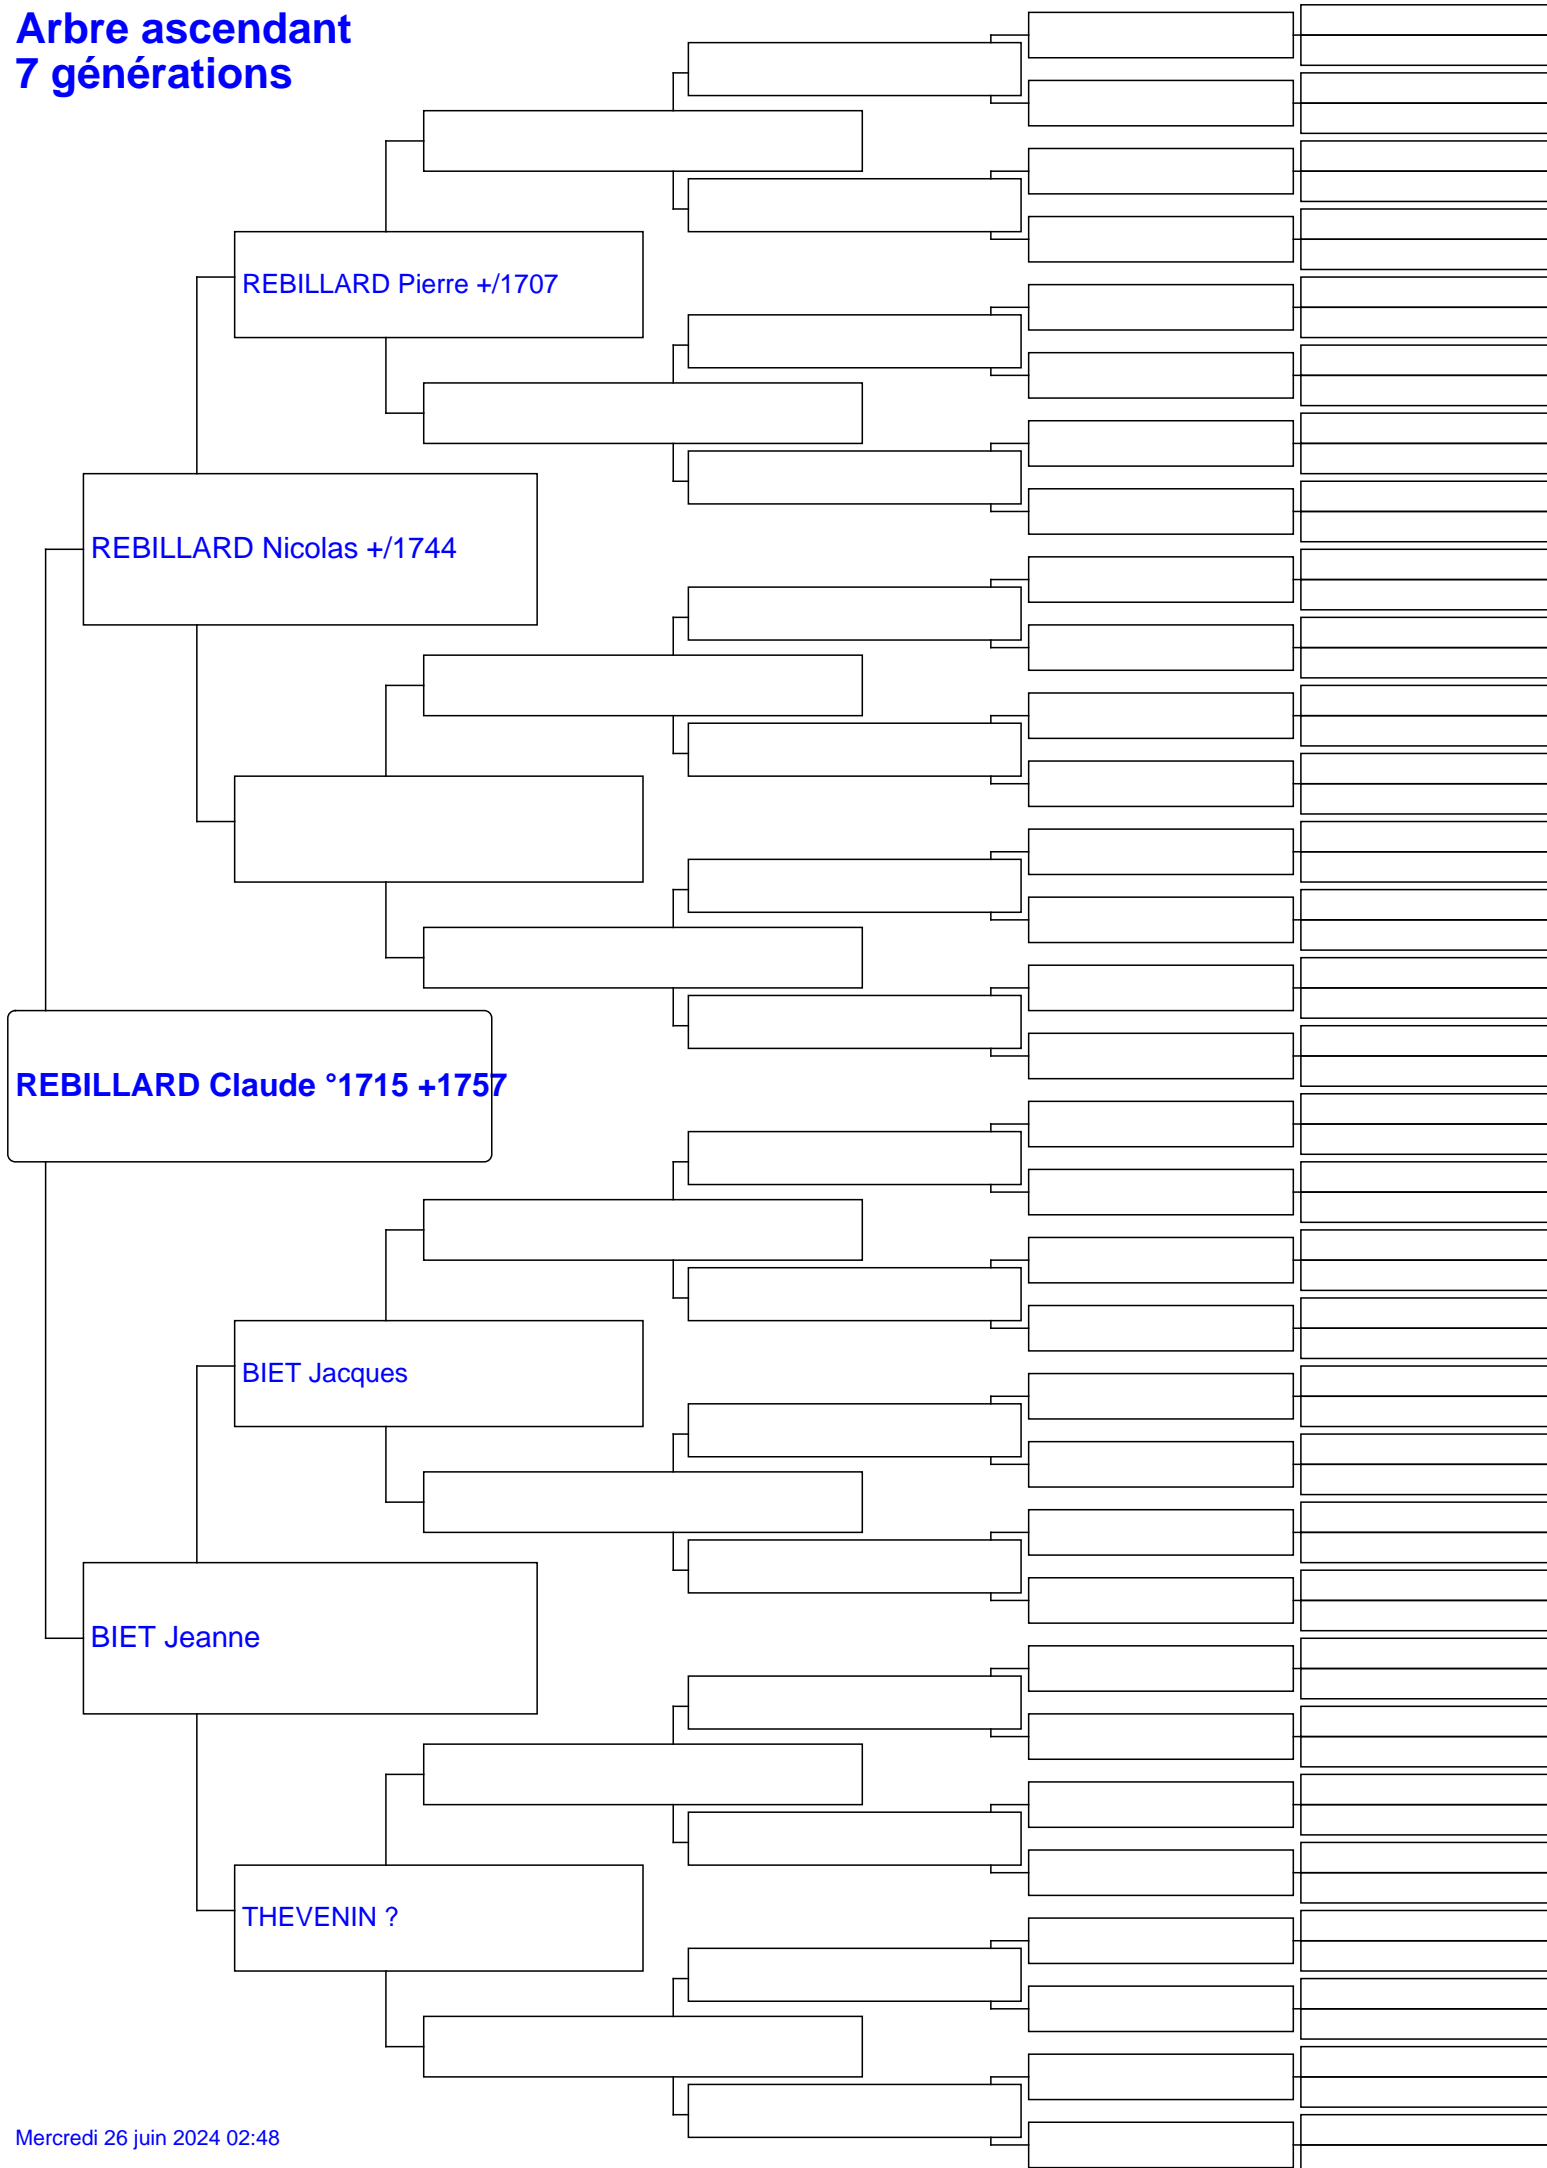 Arbre ascendant
7 générations
REBILLARD Pierre +/1707
REBILLARD Nicolas +/1744
REBILLARD Claude °1715 +1757
BIET Jacques
BIET Jeanne
THEVENIN ?
Mercredi 26 juin 2024 02:48